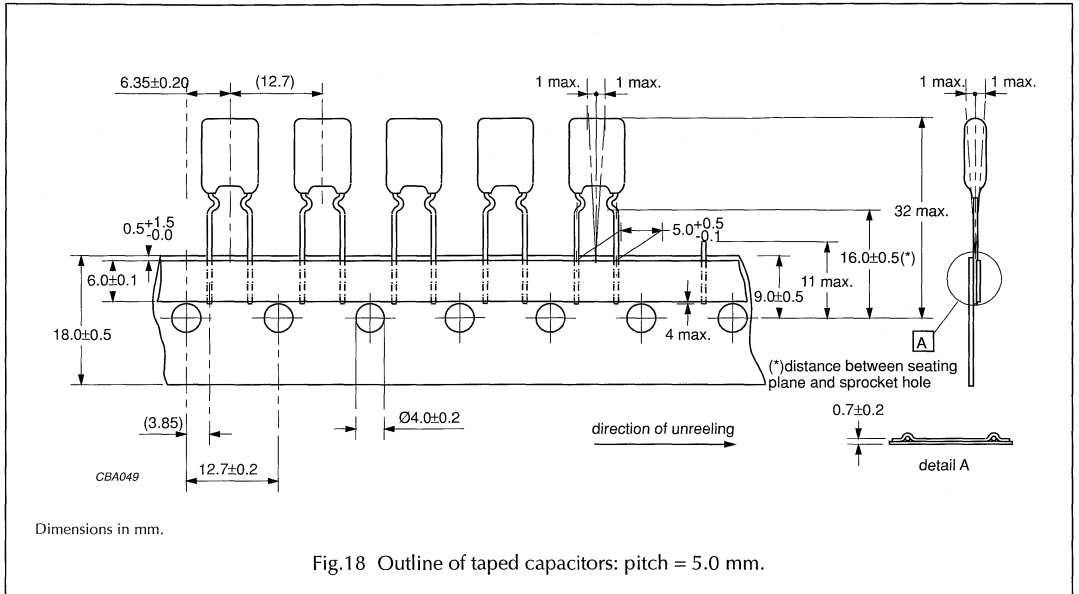 6.35±0.20
(12.7)
1 max.
1 max.
1 max.
1 max.
0.5+1.5-0.0
5.0+0.5-0.1
32 max.
16.0±0.5(*)
6.0±0.1
11 max.
9.0±0.5
18.0±0.5
4 max.
A
(*)distance between seating
plane and sprocket hole
(3.85)
Ø4.0±0.2
direction of unreeling
0.7±0.2
12.7±0.2
detail A
CBA049
Dimensions in mm.
Fig.18 Outline of taped capacitors: pitch = 5.0 mm.